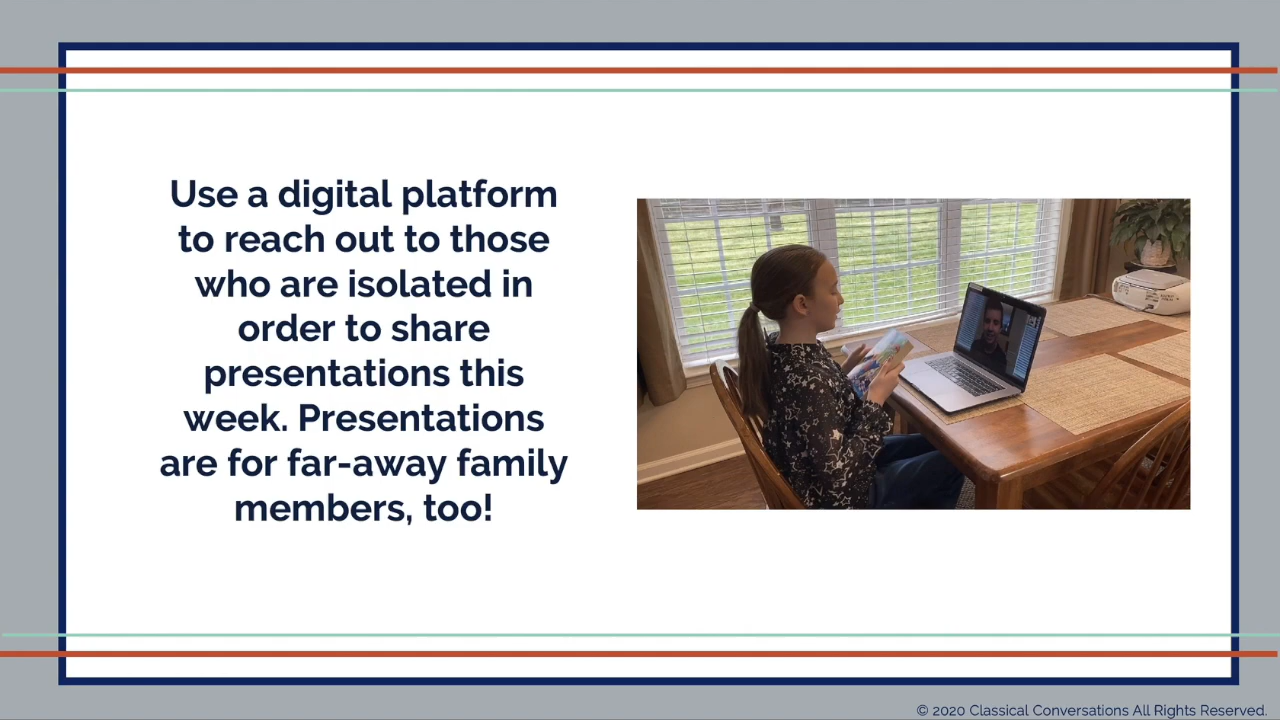 Use a digital platform
to reach out to those
who are isolated in
order to share
presentations this
week. Presentations
are for far-away family
members, too!
© 2020 Classical Conversations All Rights Reserved.